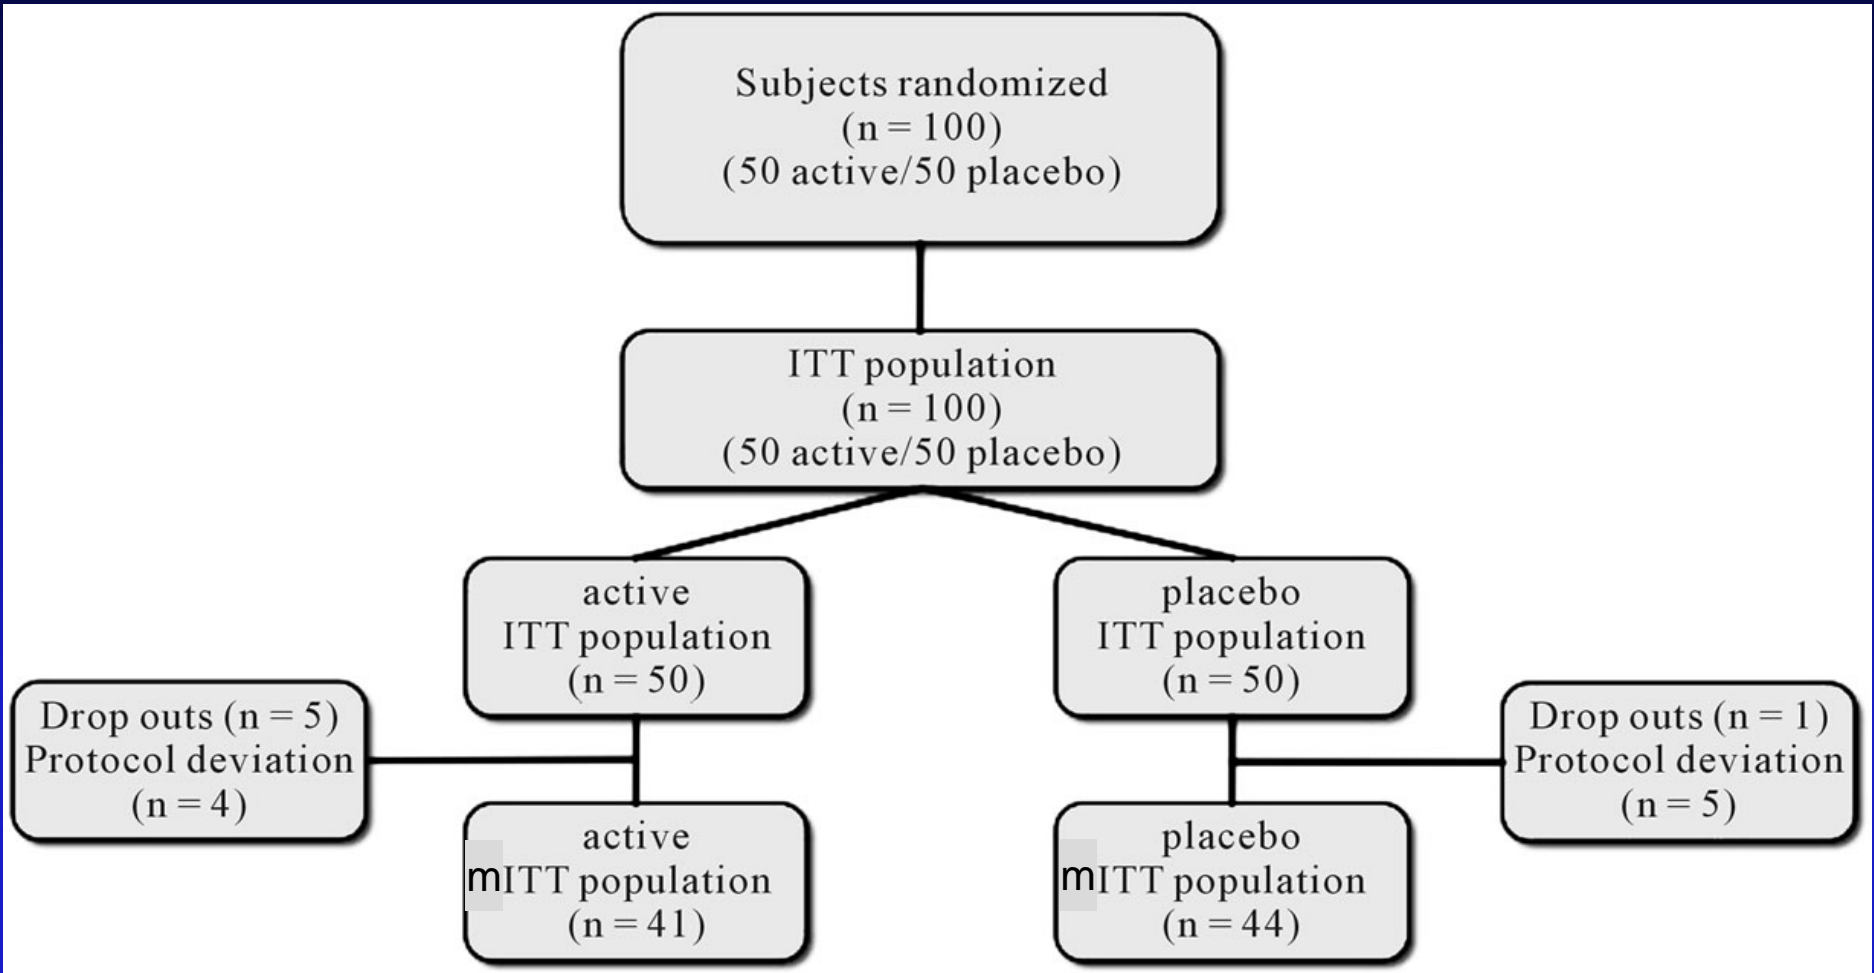 Subjects randomized
(n = 100)
(50 active/50 placebo)
ITT population
(n = 100)
(50 active/50 placebo)
active
ITT population
(n = 50)
placebo
ITT population
(n = 50)
Drop outs (n = 5)
Protocol deviation
(n = 4)
Drop outs (n = 1)
Protocol deviation
(n = 5)
active
mITT population
(n = 41)
placebo
mITT population
(n = 44)